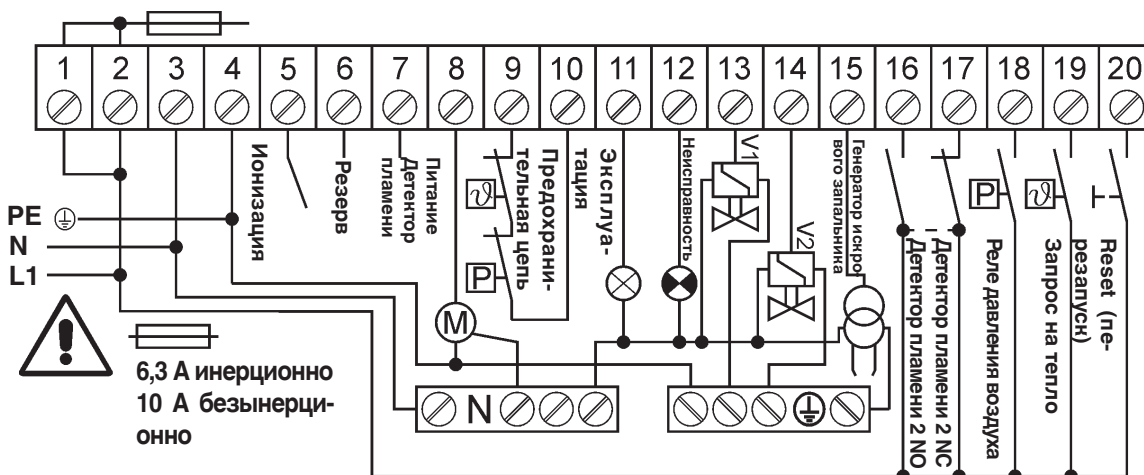 1 2 3 4 5 6 7 8 9 10 11 12 13 14 15 16 17 18 19 20
PE
N
L1
Ионизация
Резерв
Питание
Детектор
пламени
Предохрани-
тельная цепь
Эксплуа-
тация
Неисправность
V1
V2
Генератор искро
вого запальника
Детектор пламени 2 NO
Детектор пламени 2 NC
Реле давления воздуха
Запрос на тепло
Reset (пе-
резапуск)
ϑ
P
M
P
ϑ
N
6,3 А инерционно
10 А безынерци-
онно